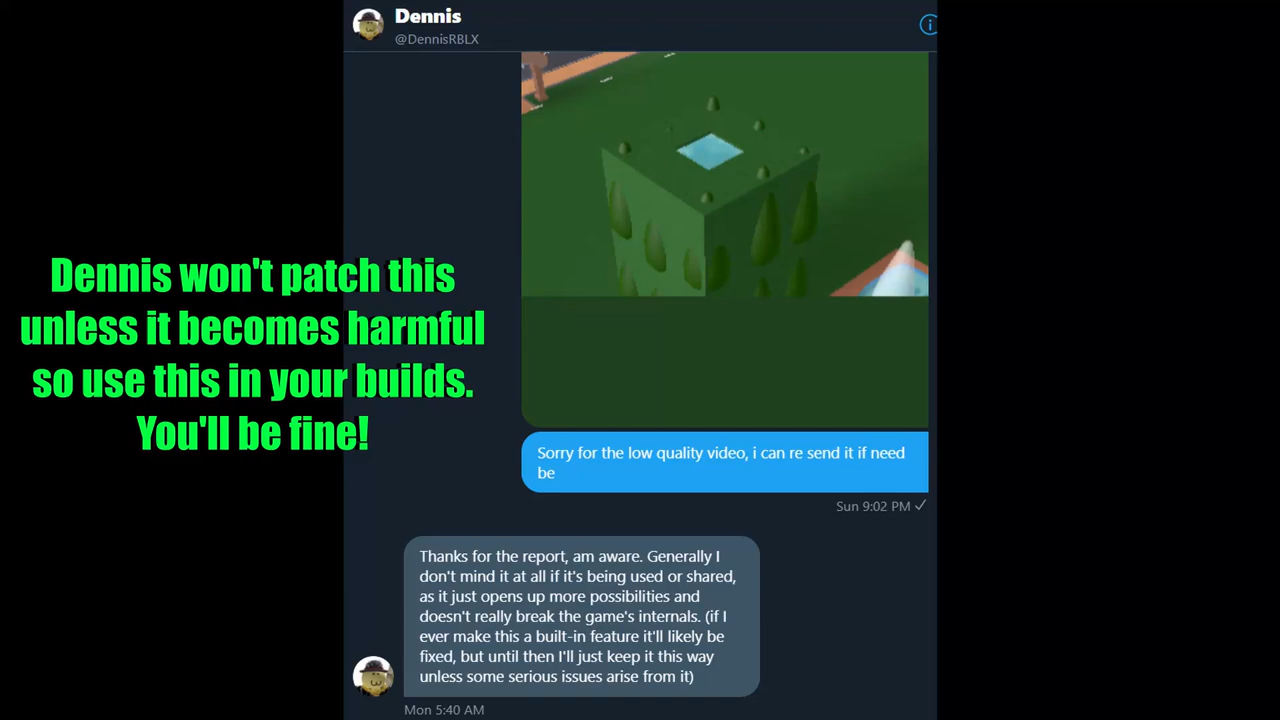 Dennis
@DennisRBLX
Dennis won't patch this
unless it becomes harmful
so use this in your builds.
You'll be fine!
Sorry for the low quality video, i can re send it if need
be
Sun 9:02 PM ✓
Thanks for the report, am aware. Generally I
don't mind it at all if it's being used or shared,
as it just opens up more possibilities and
doesn't really break the game's internals. (if I
ever make this a built-in feature it'll likely be
fixed, but until then I'll just keep it this way
unless some serious issues arise from it)
Mon 5:40 AM